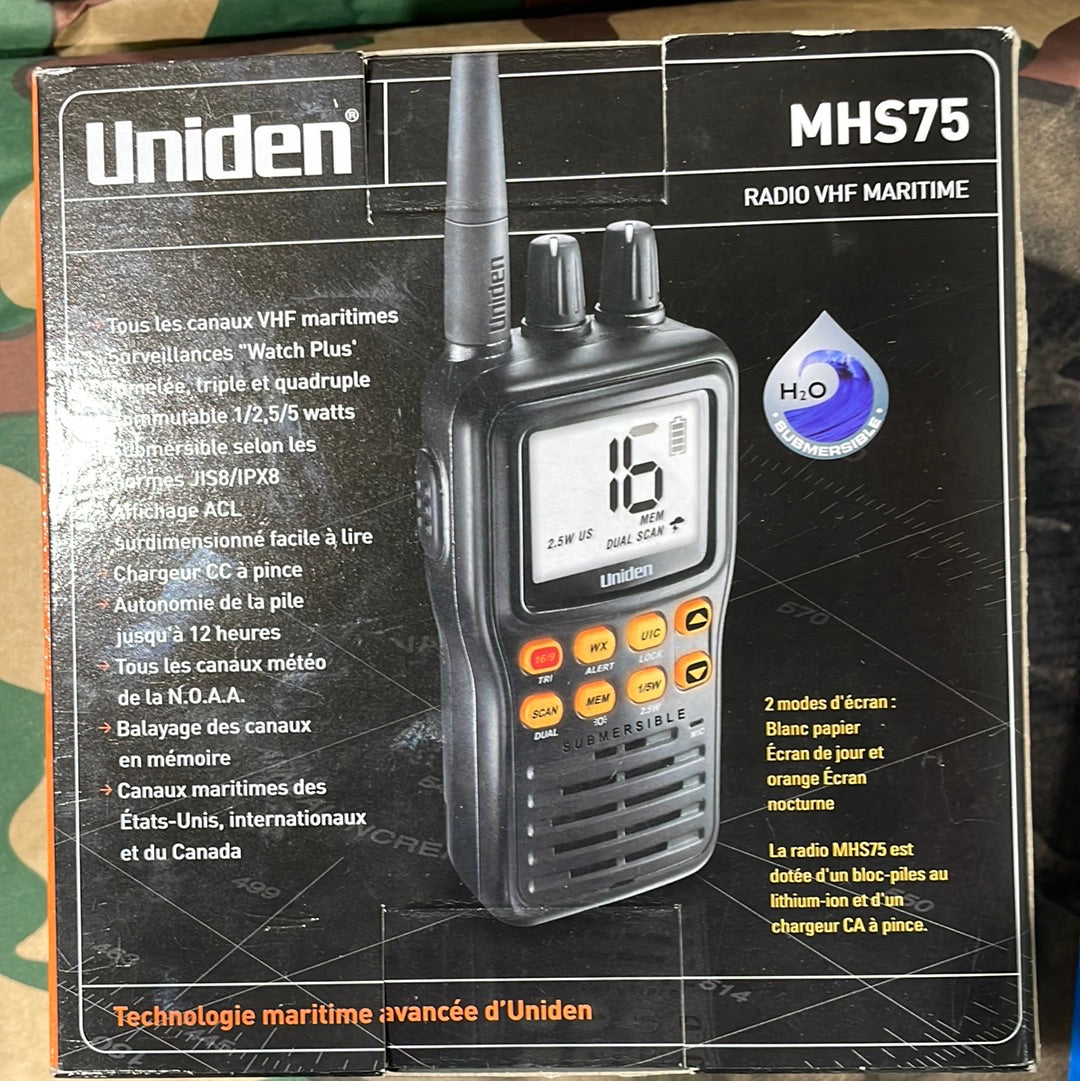 Uniden®
MHS75
RADIO VHF MARITIME
Uniden
Tous les canaux VHF maritimes
Surveillances "Watch Plus"
jumelée, triple et quadruple
Commutable 1/2,5/5 watts
Submersible selon les
normes JIS8/IPX8
Affichage ACL
surdimensionné facile à lire
Chargeur CC à pince
Autonomie de la pile
jusqu'à 12 heures
Tous les canaux météo
de la N.O.A.A.
Balayage des canaux
en mémoire
Canaux maritimes des
États-Unis, internationaux
et du Canada
H2O
SUBMERSIBLE
16
MEM
2.5W US
DUAL SCAN
Uniden
16/9
WX
UIC
TRI
ALERT
LOCK
SCAN
MEM
1/5W
DUAL
2.5W
MIC
SUBMERSIBLE
2 modes d'écran :
Blanc papier
Écran de jour et
orange Écran
nocturne
La radio MHS75 est
dotée d'un bloc-piles au
lithium-ion et d'un
chargeur CA à pince.
570
499
514
Technologie maritime avancée d'Uniden